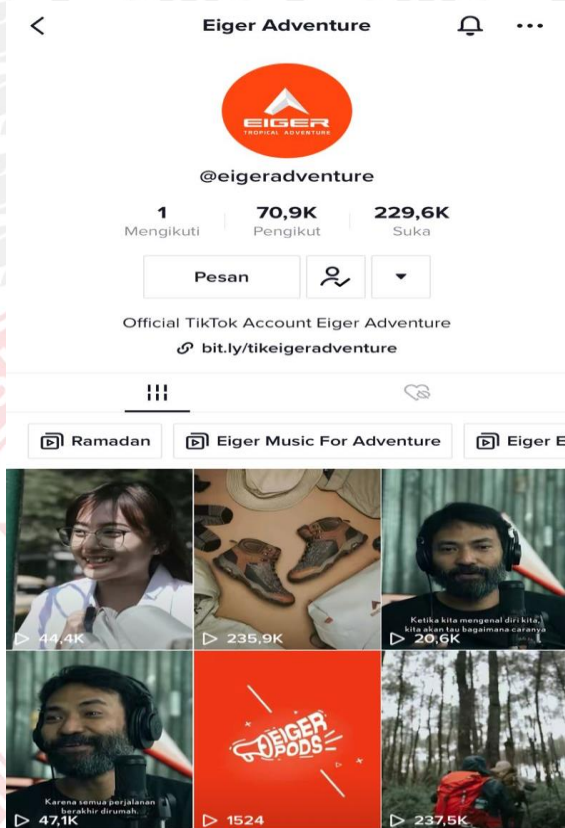 Eiger Adventure
EIGER
TROPICAL ADVENTURE
@eigeradventure
1 70,9K 229,6K
Mengikuti Pengikut Suka
Pesan
Official TikTok Account Eiger Adventure
bit.ly/tikeigeradventure
Ramadan Eiger Music For Adventure Eiger E
44,4K 235,9K
Ketika kita mengenal diri kita,
kita akan tau bagaimana caranya
20,6K
Karena semua perjalanan
berakhir dirumah.
47,1K
EIGER
PODS
1524 237,5K